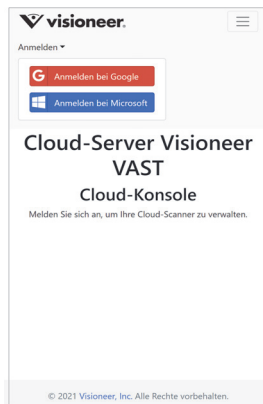 visioneer.
Anmelden
Anmelden bei Google
Anmelden bei Microsoft
Cloud-Server Visioneer
VAST
Cloud-Konsole
Melden Sie sich an, um Ihre Cloud-Scanner zu verwalten.
© 2021 Visioneer, Inc. Alle Rechte vorbehalten.